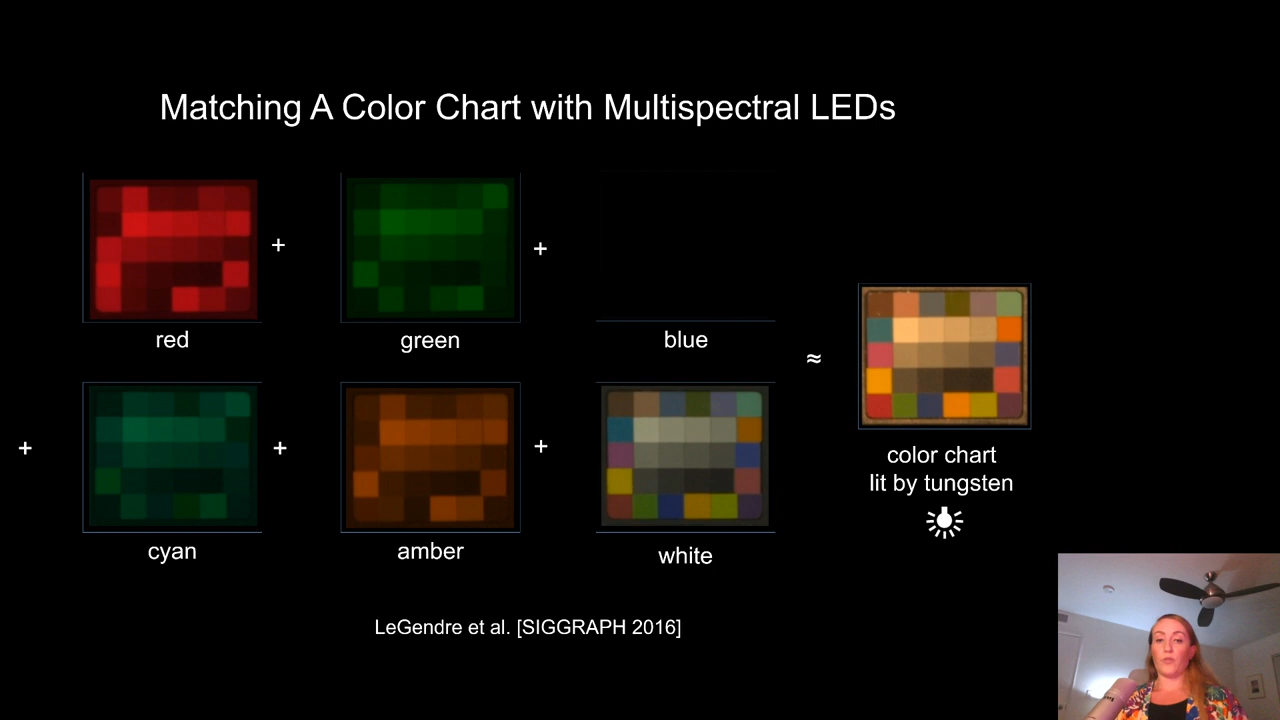 Matching A Color Chart with Multispectral LEDs
+
+
red
green
blue
≈
+
+
+
color chart
lit by tungsten
cyan
amber
white
LeGendre et al. [SIGGRAPH 2016]